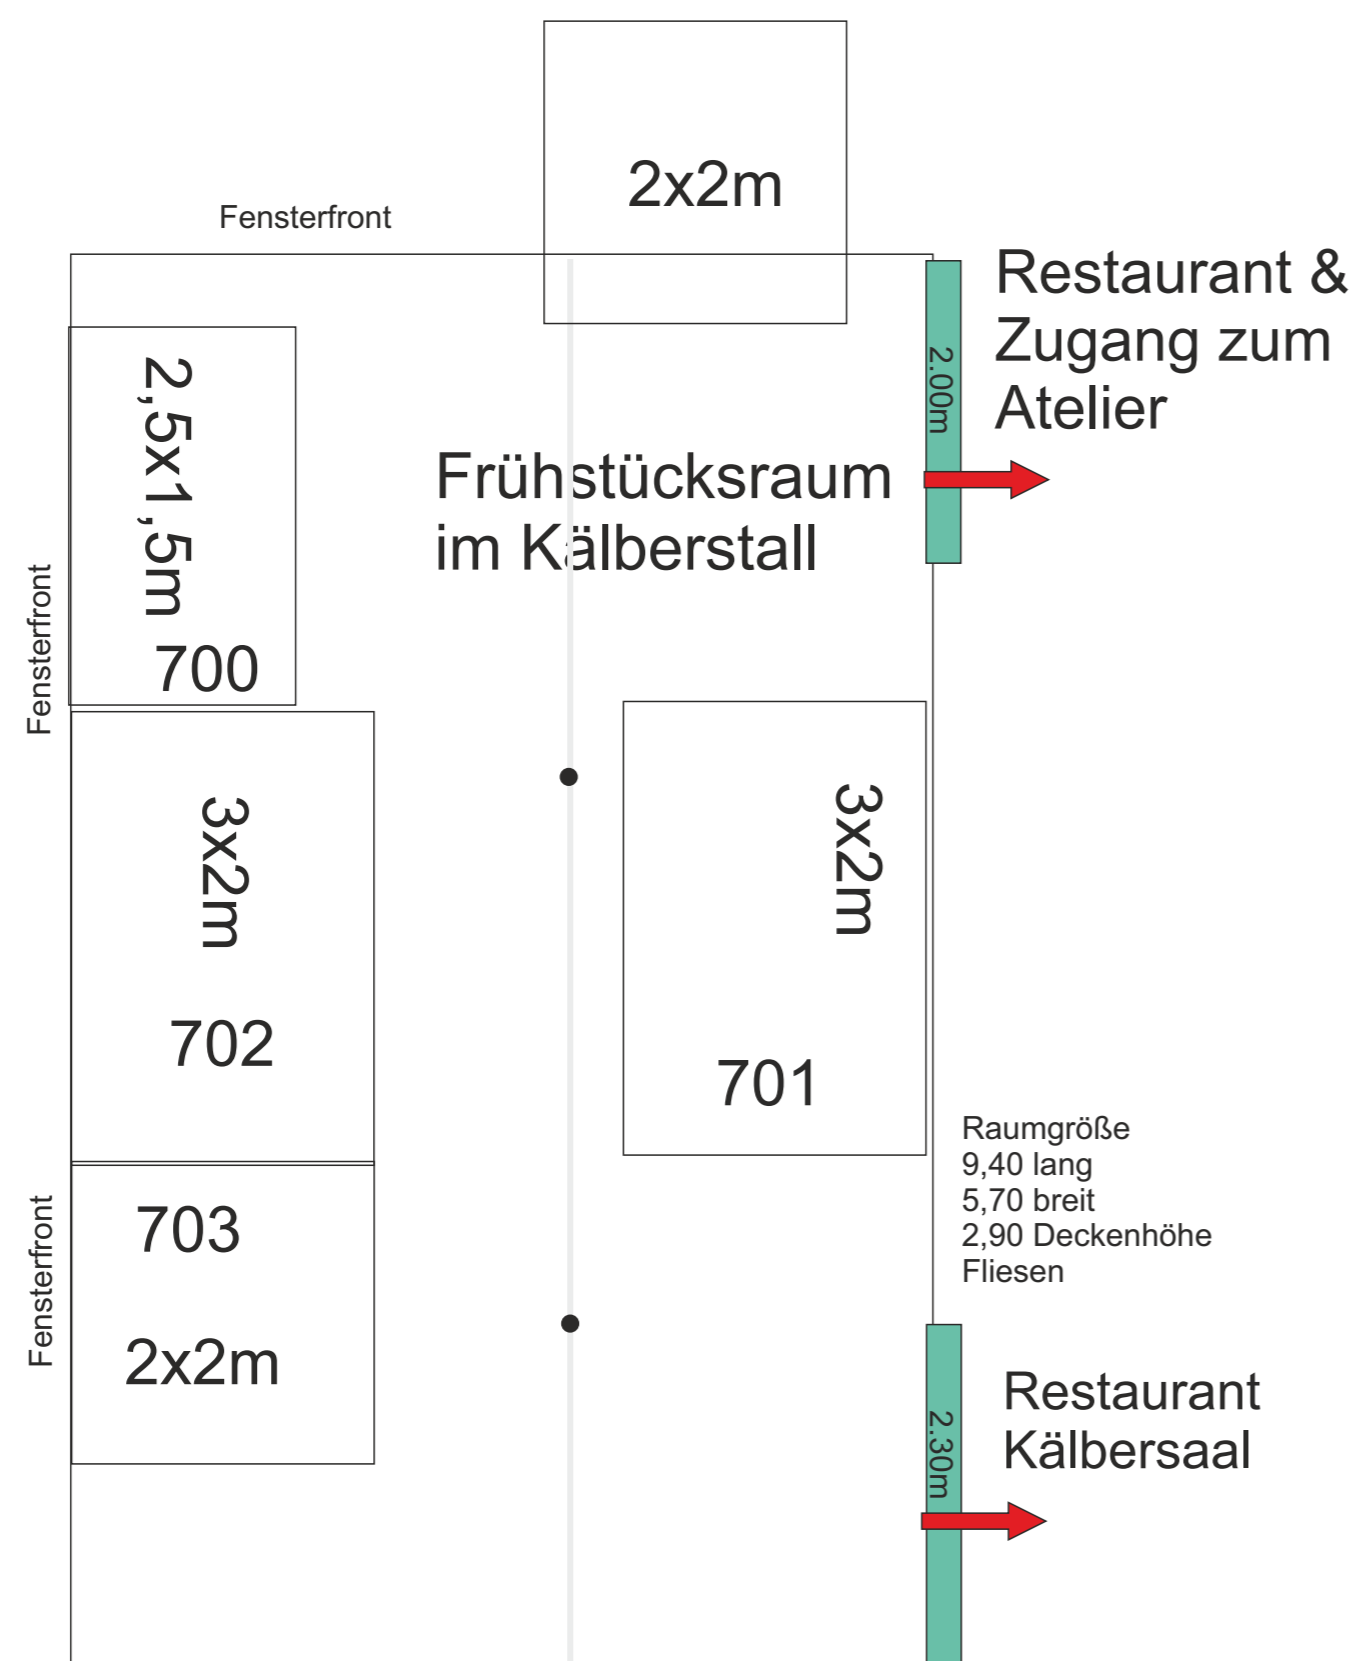 2x2m
Fensterfront
Restaurant &
Zugang zum
Atelier
2.00m
2,5x1,5m
700
Frühstücksraum
im Kälberstall
Fensterfront
3x2m
702
3x2m
701
Raumgröße
9,40 lang
5,70 breit
2,90 Deckenhöhe
Fliesen
703
2x2m
Fensterfront
2.30m
Restaurant
Kälbersaal